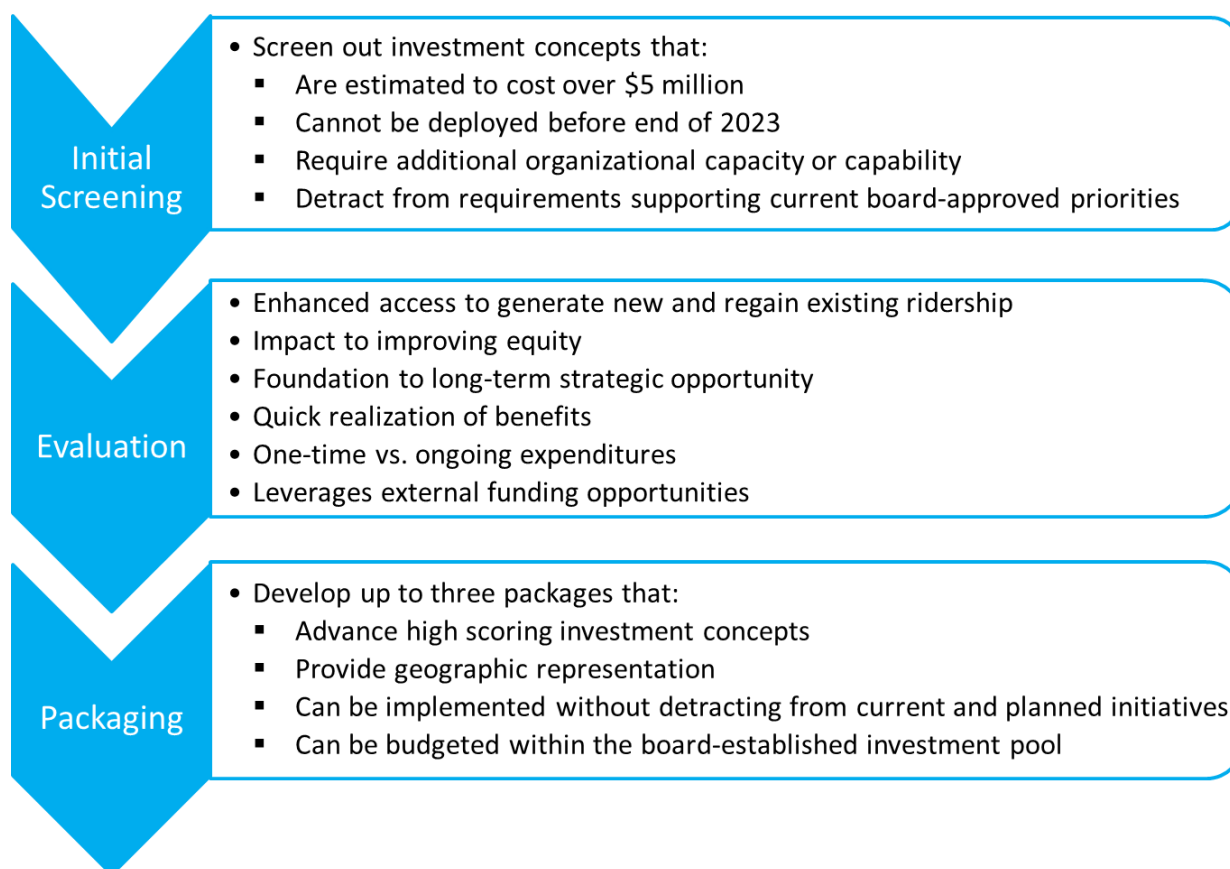 Initial
Screening
• Screen out investment concepts that:
▪ Are estimated to cost over $5 million
▪ Cannot be deployed before end of 2023
▪ Require additional organizational capacity or capability
▪ Detract from requirements supporting current board-approved priorities
Evaluation
• Enhanced access to generate new and regain existing ridership
• Impact to improving equity
• Foundation to long-term strategic opportunity
• Quick realization of benefits
• One-time vs. ongoing expenditures
• Leverages external funding opportunities
Packaging
• Develop up to three packages that:
▪ Advance high scoring investment concepts
▪ Provide geographic representation
▪ Can be implemented without detracting from current and planned initiatives
▪ Can be budgeted within the board-established investment pool